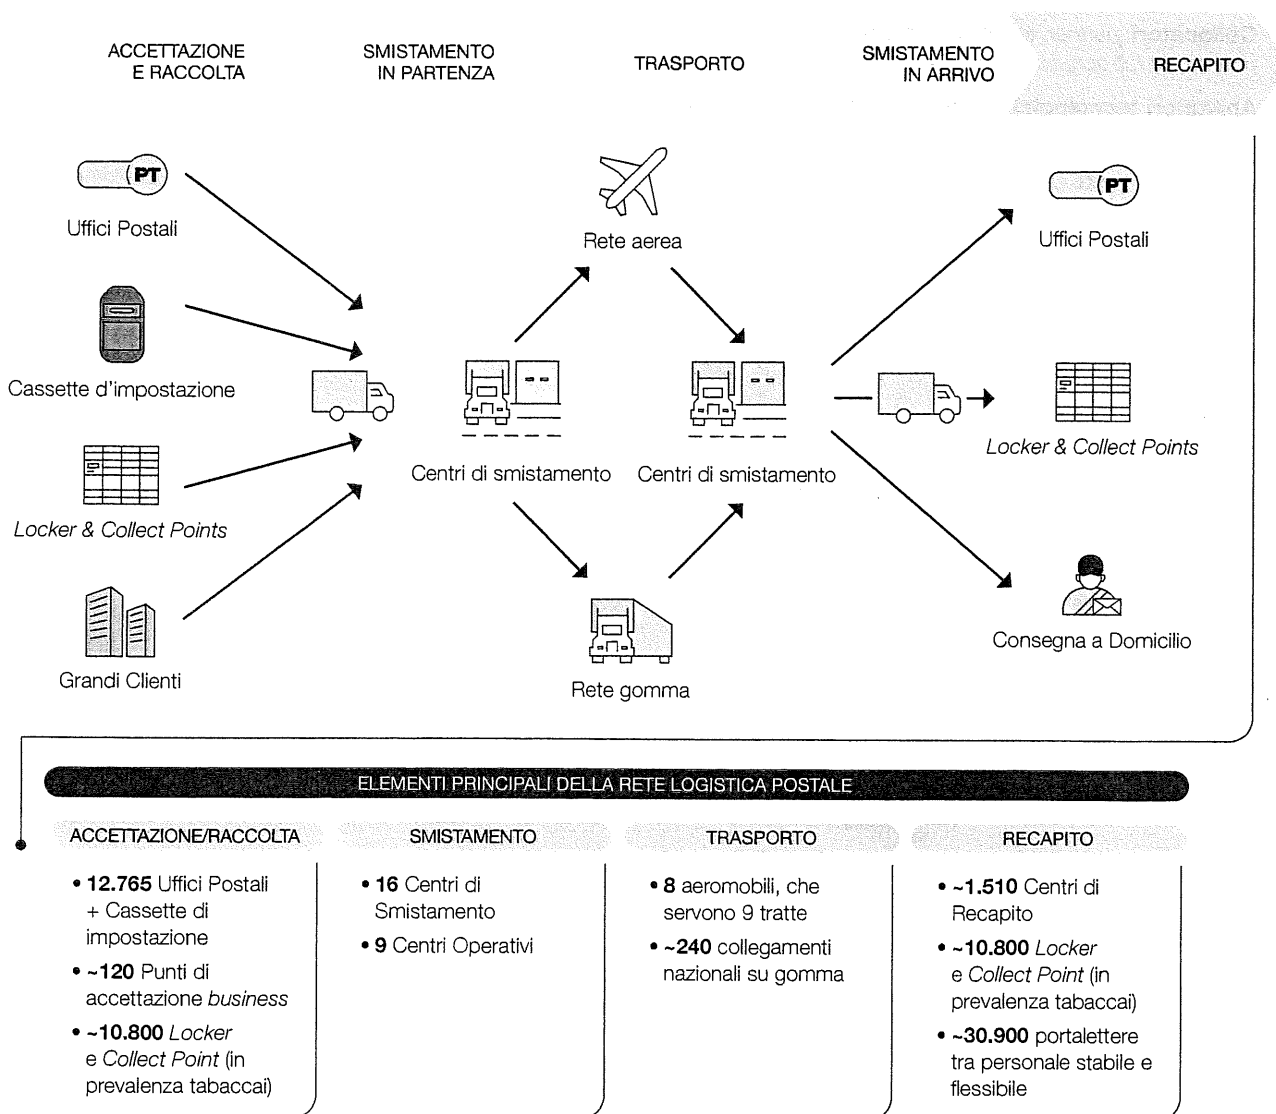 ACCETTAZIONE
E RACCOLTA
SMISTAMENTO
IN PARTENZA
TRASPORTO
SMISTAMENTO
IN ARRIVO
RECAPITO
PT
Uffici Postali
Cassette d'impostazione
Locker & Collect Points
Grandi Clienti
Centri di smistamento
Rete aerea
Rete gomma
Centri di smistamento
PT
Uffici Postali
Locker & Collect Points
Consegna a Domicilio
ELEMENTI PRINCIPALI DELLA RETE LOGISTICA POSTALE
ACCETTAZIONE/RACCOLTA
• 12.765 Uffici Postali
+ Cassette di
impostazione
• ~120 Punti di
accettazione business
• ~10.800 Locker
e Collect Point (in
prevalenza tabaccai)
SMISTAMENTO
• 16 Centri di
Smistamento
• 9 Centri Operativi
TRASPORTO
• 8 aeromobili, che
servono 9 tratte
• ~240 collegamenti
nazionali su gomma
RECAPITO
• ~1.510 Centri di
Recapito
• ~10.800 Locker
e Collect Point (in
prevalenza tabaccai)
• ~30.900 portalettere
tra personale stabile e
flessibile